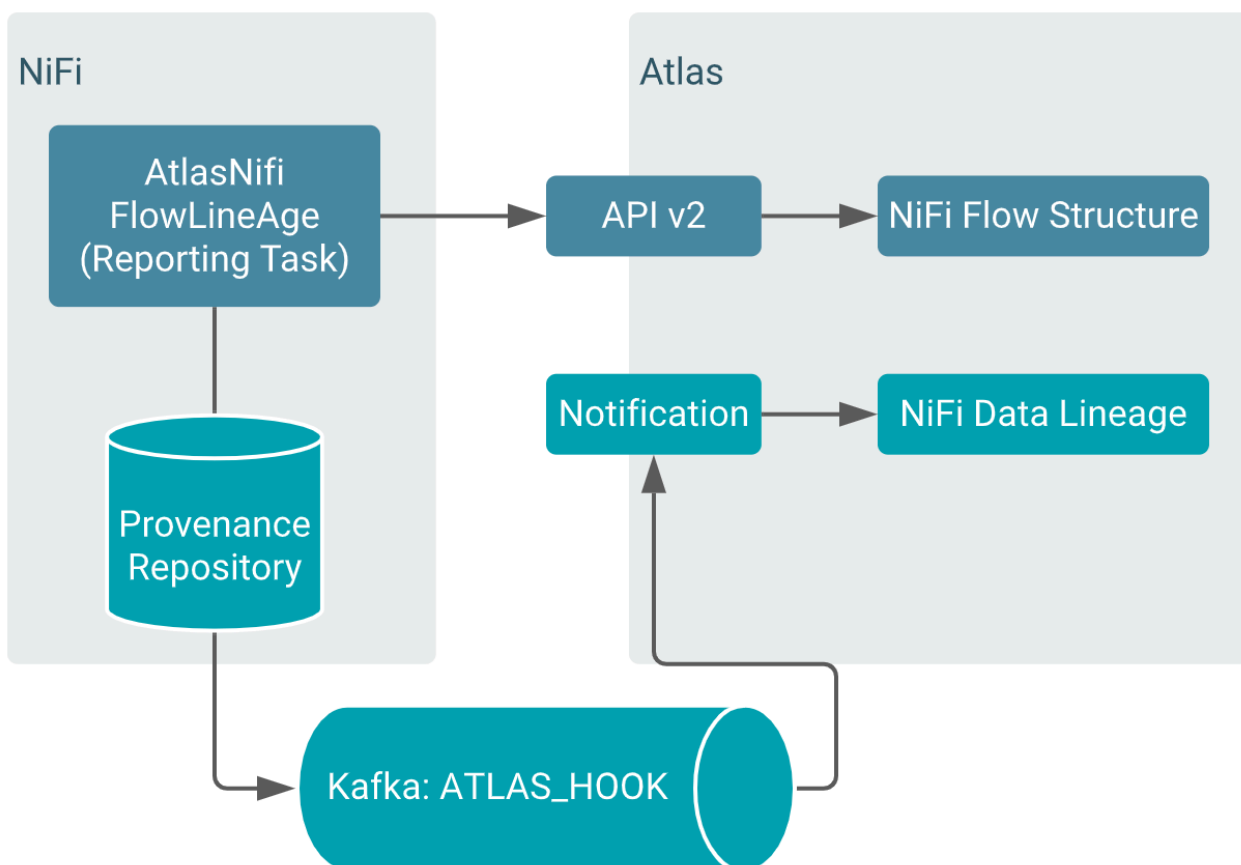 NiFi
Atlas
AtlasNifi
FlowLineAge
(Reporting Task)
API v2
NiFi Flow Structure
Notification
NiFi Data Lineage
Provenance
Repository
Kafka: ATLAS_HOOK